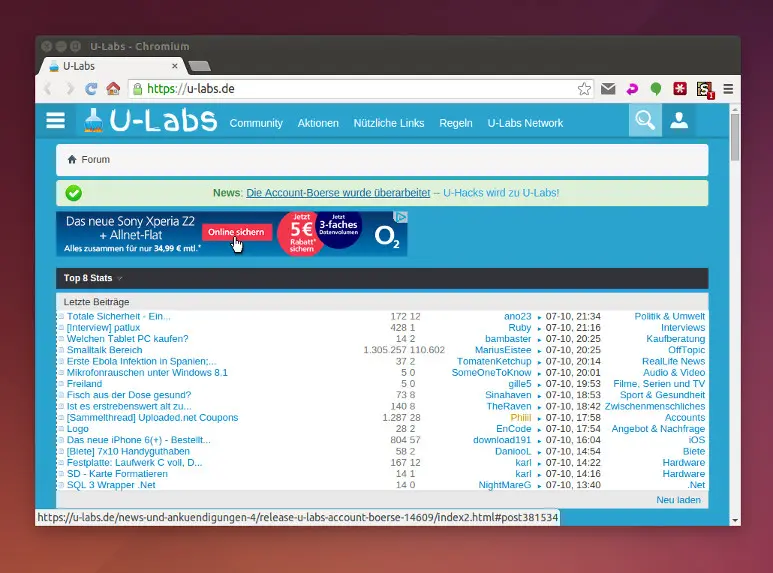 U-Labs - Chromium
U-Labs
https://u-labs.de
U-Labs Community Aktionen Nützliche Links Regeln U-Labs Network
Forum
News: Die Account-Boerse wurde überarbeitet -- U-Hacks wird zu U-Labs!
Das neue Sony Xperia Z2
+ Allnet-Flat
Alles zusammen für nur 34,99 € mtl.*
Online sichern
Jetzt
5€
Rabatt*
sichern
Jetzt
3-faches
Datenvolumen
O2
Top 8 Stats
Letzte Beiträge
Totale Sicherheit - Ein... 172 12 ano23 07-10, 21:34 Politik & Umwelt
[Interview] patlux 428 1 Ruby 07-10, 21:16 Interviews
Welchen Tablet PC kaufen? 14 2 bambaster 07-10, 20:25 Kaufberatung
Smalltalk Bereich 1.305.257 110.602 MariusEistee 07-10, 20:25 OffTopic
Erste Ebola Infektion in Spanien;... 37 2 TomatenKetchup 07-10, 20:14 RealLife News
Mikrofonrauschen unter Windows 8.1 5 0 SomeOneToKnow 07-10, 20:01 Audio & Video
Freiland 5 0 gille5 07-10, 19:53 Filme, Serien und TV
Fisch aus der Dose gesund? 73 8 Sinahaven 07-10, 18:53 Sport & Gesundheit
Ist es erstrebenswert alt zu... 140 8 TheRaven 07-10, 18:42 Zwischenmenschliches
[Sammelthread] Uploaded.net Coupons 1.287 28 Phiiil 07-10, 17:58 Accounts
Logo 28 2 EnCode 07-10, 17:54 Angebot & Nachfrage
Das neue iPhone 6(+) - Bestellt... 804 57 download191 07-10, 16:04 iOS
[Biete] 7x10 Handyguthaben 58 2 DaniooL 07-10, 14:54 Biete
Festplatte: Laufwerk C voll, D... 167 12 karl 07-10, 14:22 Hardware
SD - Karte Formatieren 14 1 karl 07-10, 14:16 Hardware
SQL 3 Wrapper .Net 14 0 NightMareG 07-10, 13:40 .Net
Neu laden
https://u-labs.de/news-und-ankuendigungen-4/release-u-labs-account-boerse-14609/index2.html#post381534